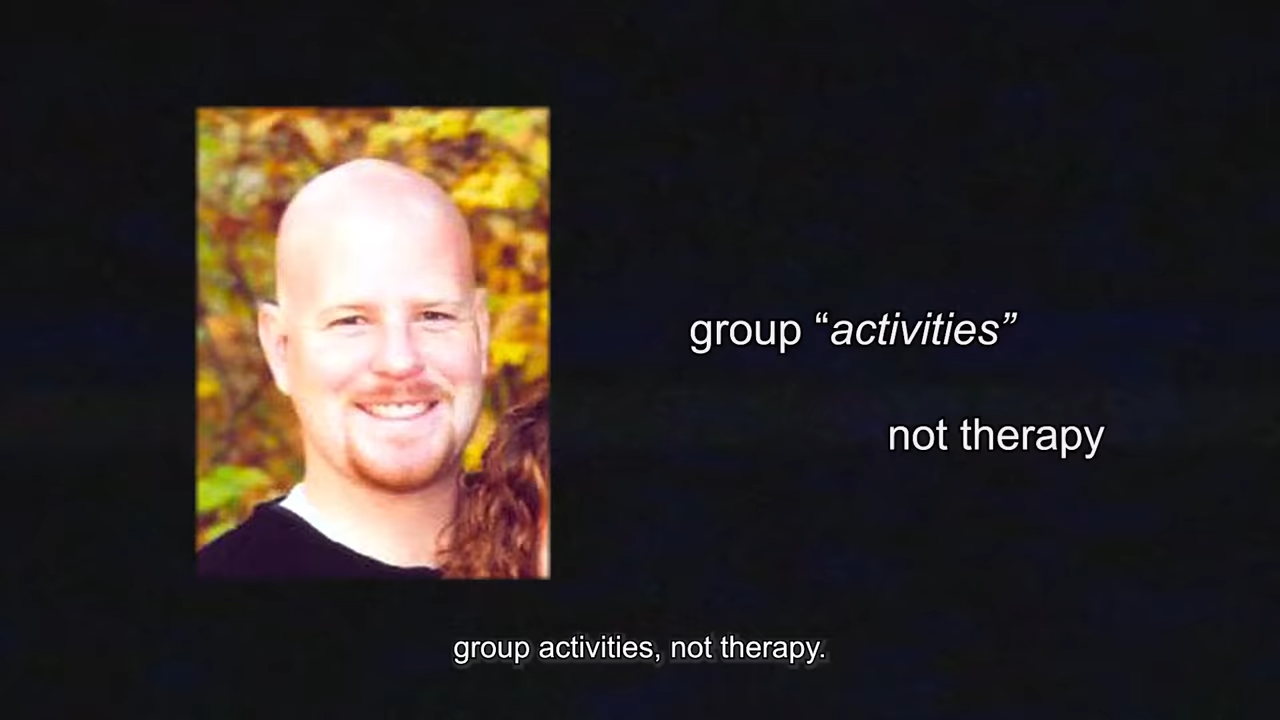 group “activities”
not therapy
group activities, not therapy.